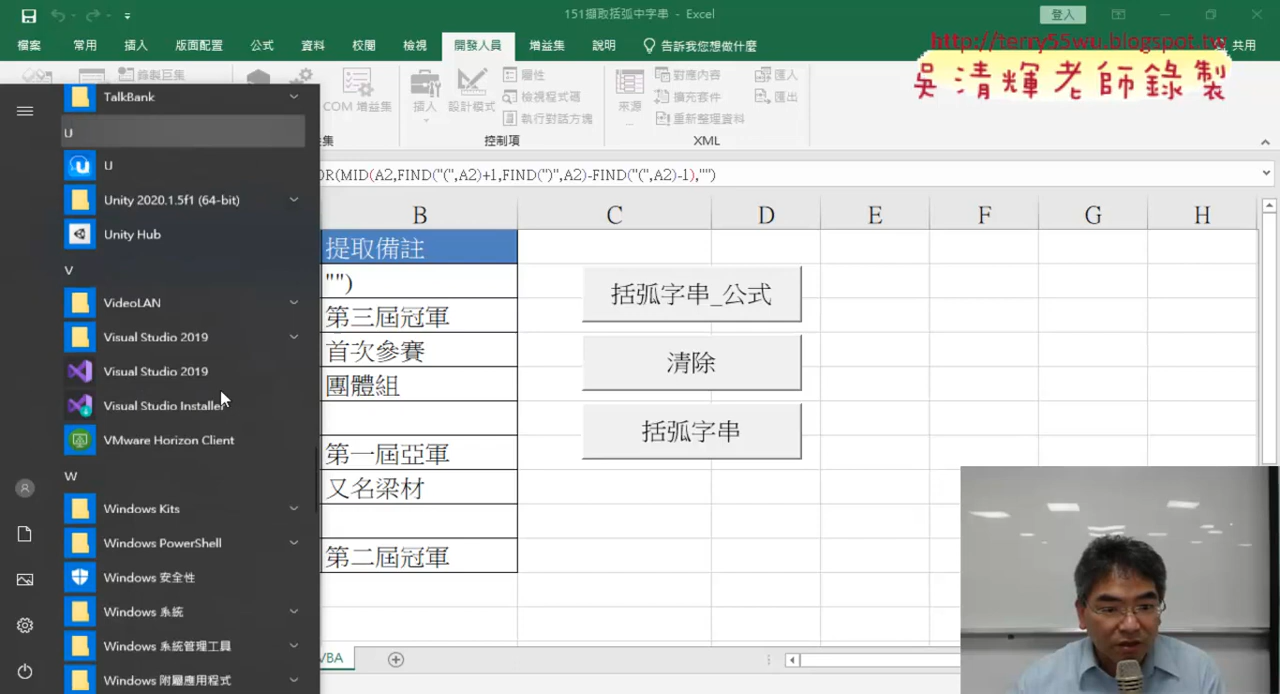 151擷取括弧中字串 - Excel
登入
檔案 常用 插入 版面配置 公式 資料 校閱 檢視 開發人員 增益集 說明 告訴我您想做什麼 共用
http://terry55wu.blogspot.tw
吳清輝老師錄製
錄製巨集
COM 增益集
插入
設計模式
屬性
檢視程式碼
執行對話方塊
控制項
來源
對應內容
擴充套件
重新整理資料
匯入
匯出
XML
OR(MID(A2,FIND("(",A2)+1,FIND(")",A2)-FIND("(",A2)-1),"")
B C D E F G H
提取備註
"")
第三屆冠軍
首次參賽
團體組
第一屆亞軍
又名梁材
第二屆冠軍
括弧字串_公式
清除
括弧字串
VBA
TalkBank
U
U
Unity 2020.1.5f1 (64-bit)
Unity Hub
V
VideoLAN
Visual Studio 2019
Visual Studio 2019
Visual Studio Installer
VMware Horizon Client
W
Windows Kits
Windows PowerShell
Windows 安全性
Windows 系統
Windows 系統管理工具
Windows 附屬應用程式